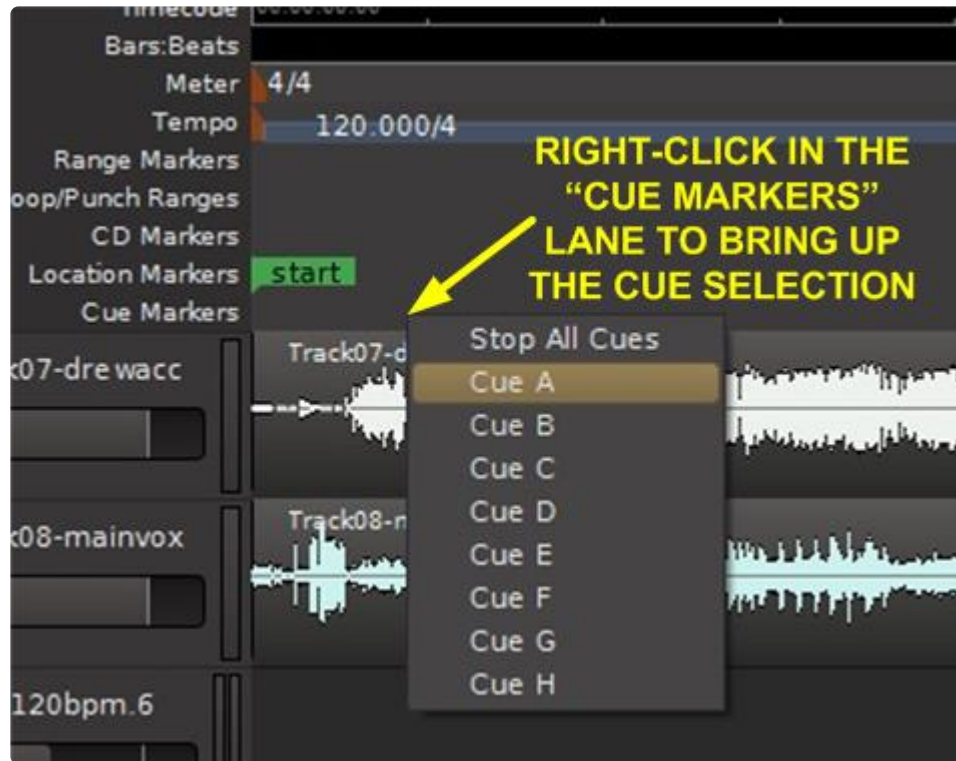 Timecode
Bars:Beats
Meter 4/4
Tempo 120.000/4
Range Markers
oop/Punch Ranges
CD Markers
Location Markers start
Cue Markers
RIGHT-CLICK IN THE
“CUE MARKERS”
LANE TO BRING UP
THE CUE SELECTION
Stop All Cues
Cue A
Cue B
Cue C
Cue D
Cue E
Cue F
Cue G
Cue H
k07-drewacc
Track07-d
k08-mainvox
Track08-m
120bpm.6